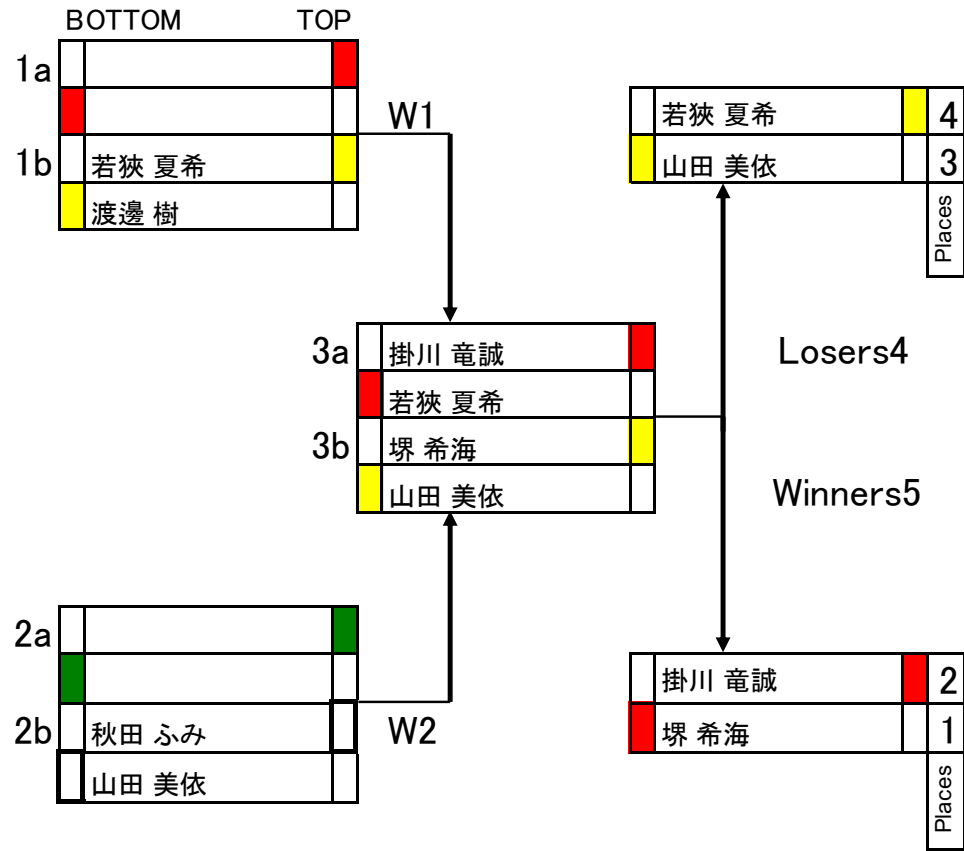 BOTTOM TOP
1a
W1
1b 若狹 夏希
渡邊 樹
若狹 夏希 4
山田 美依 3
Places
3a 掛川 竜誠
若狹 夏希
3b 堺 希海
山田 美依
Losers4
Winners5
2a
2b 秋田 ふみ
W2
山田 美依
掛川 竜誠 2
堺 希海 1
Places